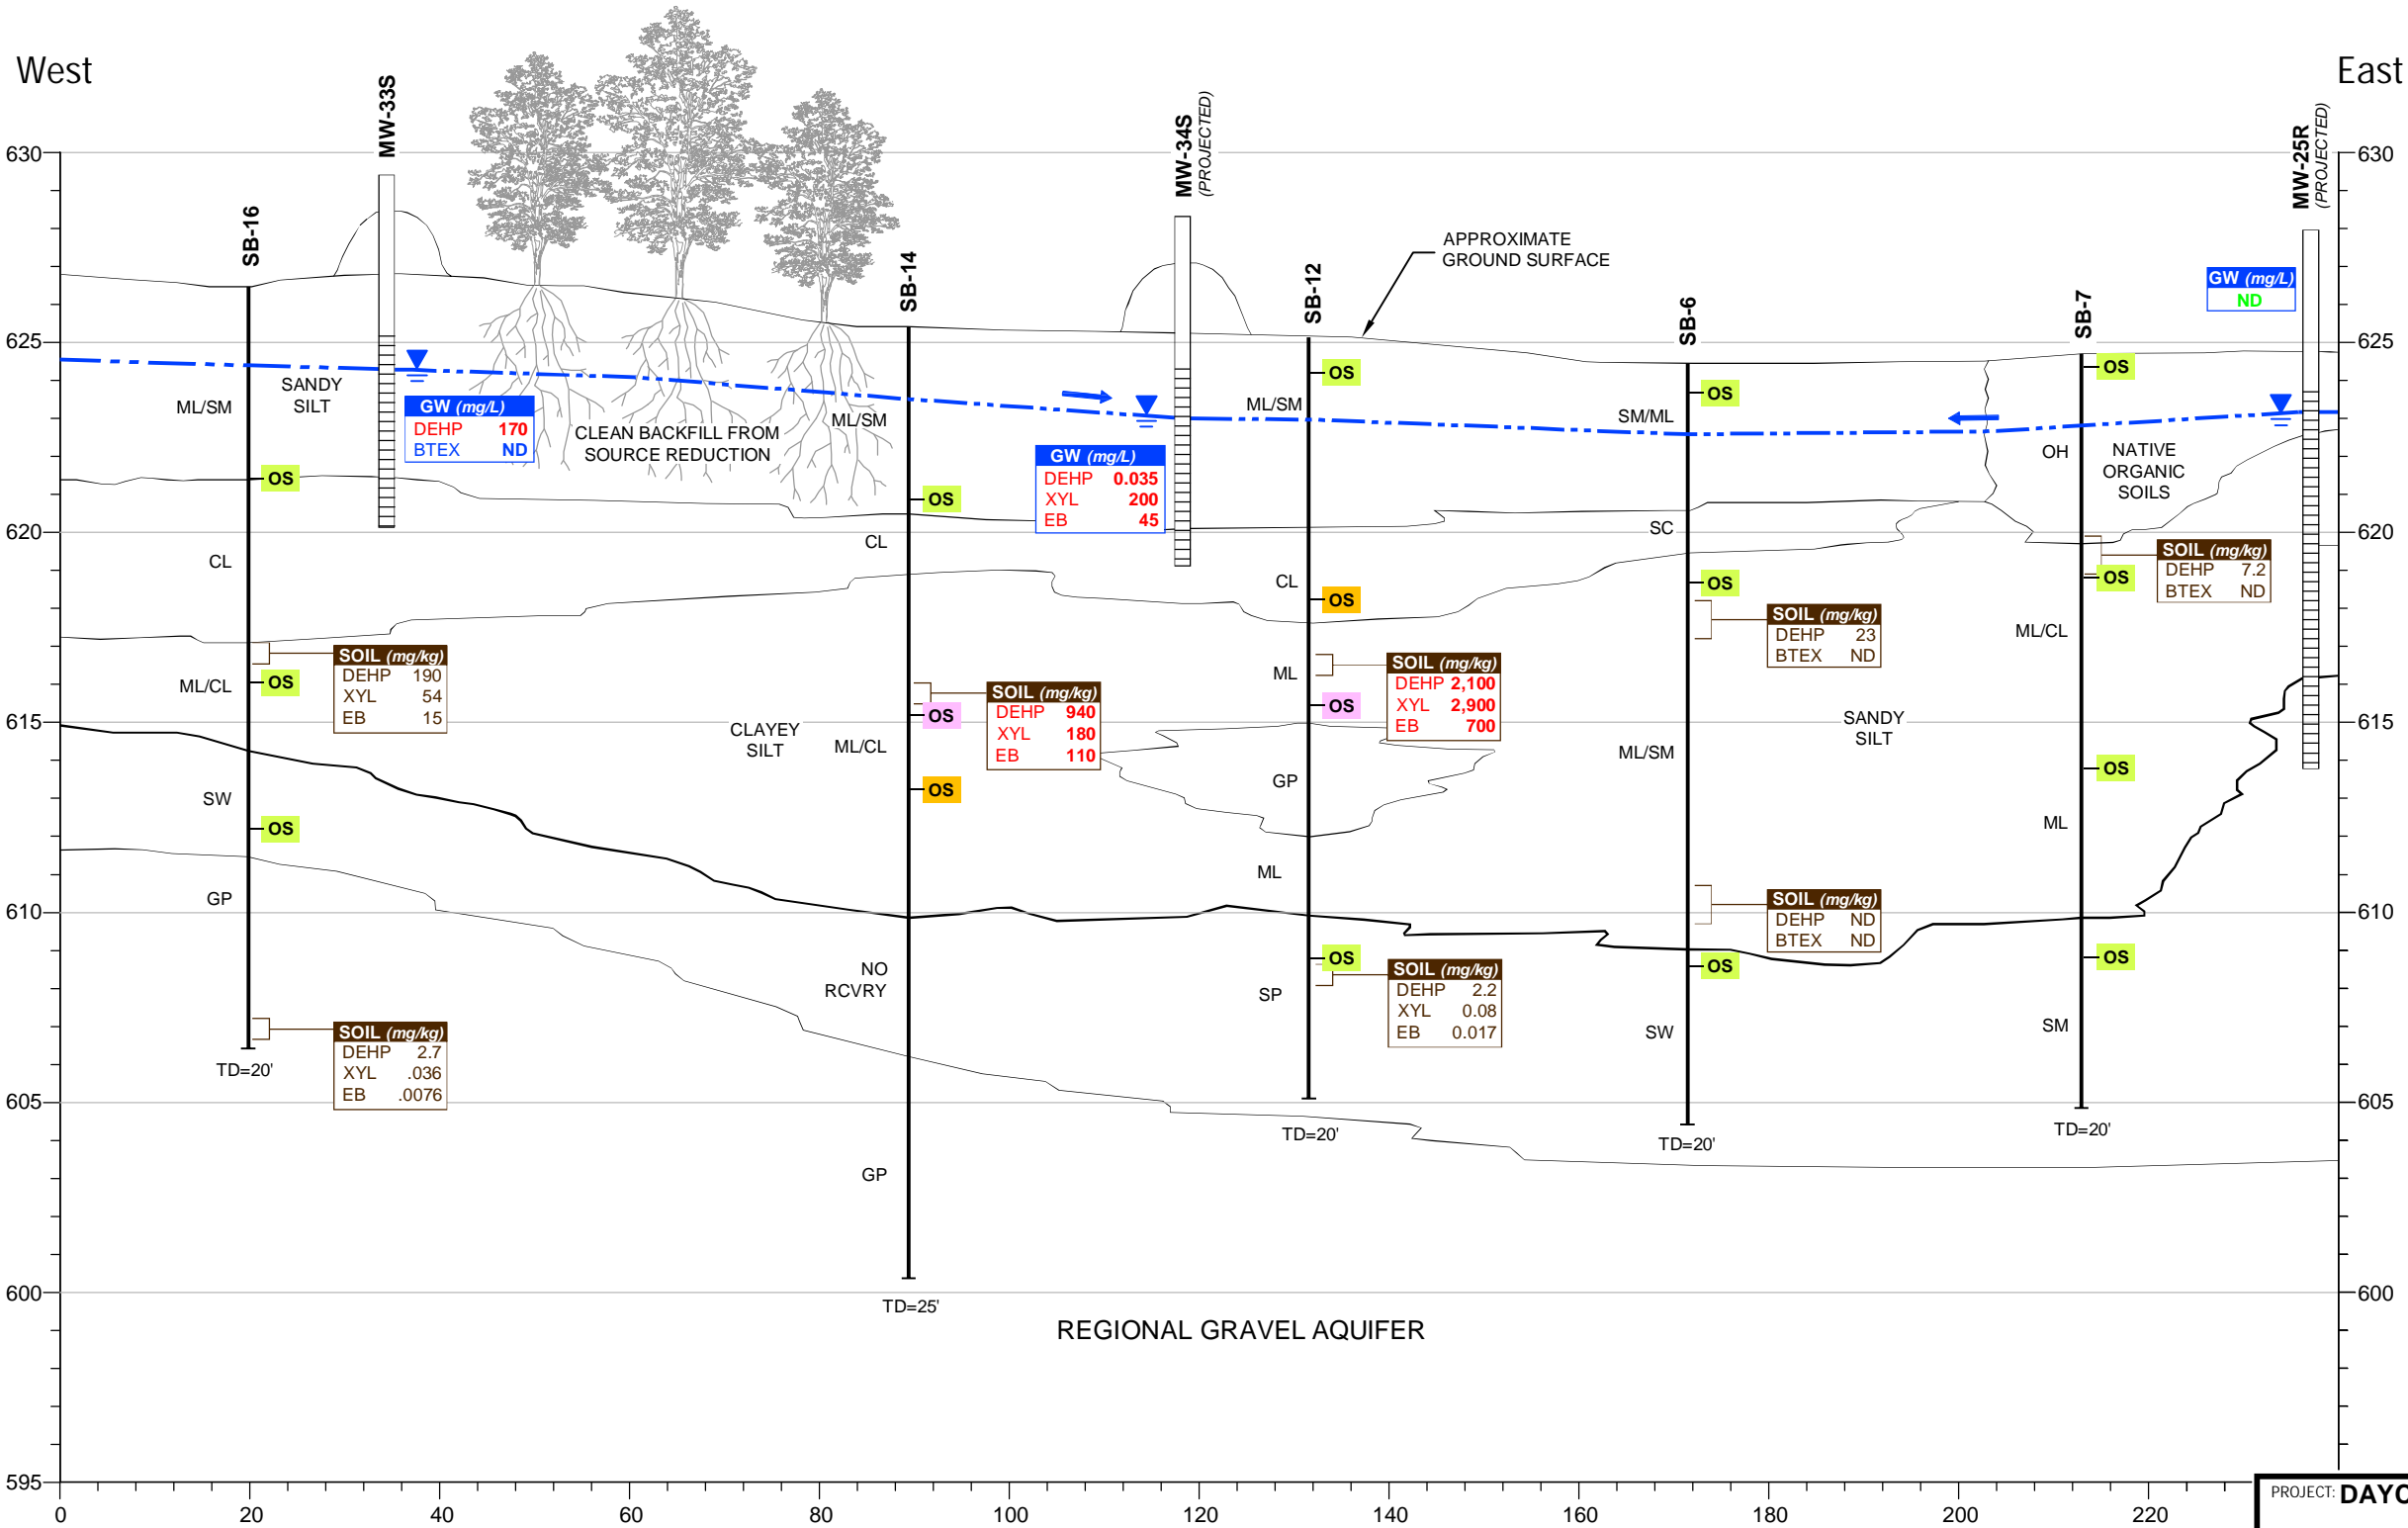 West
East
MW-33S
MW-34S
(PROJECTED)
MW-25R
(PROJECTED)
SB-16
SB-14
SB-12
SB-6
SB-7
630
630
APPROXIMATE
GROUND SURFACE
GW (mg/L)
ND
625
625
OS
OS
OS
SANDY
SILT
ML/SM
GW (mg/L)
DEHP 170
BTEX ND
CLEAN BACKFILL FROM
SOURCE REDUCTION
ML/SM
ML/SM
SM/ML
OH
NATIVE
ORGANIC
SOILS
GW (mg/L)
DEHP 0.035
XYL 200
EB 45
OS
OS
620
620
CL
CL
SC
CL
OS
OS
OS
SOIL (mg/kg)
DEHP 7.2
BTEX ND
SOIL (mg/kg)
DEHP 23
BTEX ND
ML/CL
SOIL (mg/kg)
DEHP 190
XYL 54
EB 15
ML/CL
OS
SOIL (mg/kg)
DEHP 940
XYL 180
EB 110
OS
ML
SOIL (mg/kg)
DEHP 2,100
XYL 2,900
EB 700
OS
615
615
CLAYEY
SILT
ML/CL
ML/SM
SANDY
SILT
SW
OS
OS
GP
OS
ML
GP
ML
610
610
SOIL (mg/kg)
DEHP ND
BTEX ND
NO
RCVRY
OS
OS
OS
SP
SOIL (mg/kg)
DEHP 2.2
XYL 0.08
EB 0.017
SW
SM
SOIL (mg/kg)
DEHP 2.7
XYL .036
EB .0076
TD=20'
605
605
TD=20'
TD=20'
TD=20'
GP
600
600
TD=25'
REGIONAL GRAVEL AQUIFER
595
0 20 40 60 80 100 120 140 160 180 200 220
PROJECT: DAYC